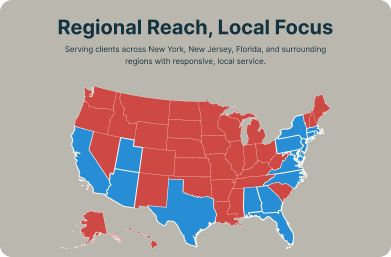 Regional Reach, Local Focus
Serving clients across New York, New Jersey, Florida, and surrounding
regions with responsive, local service.